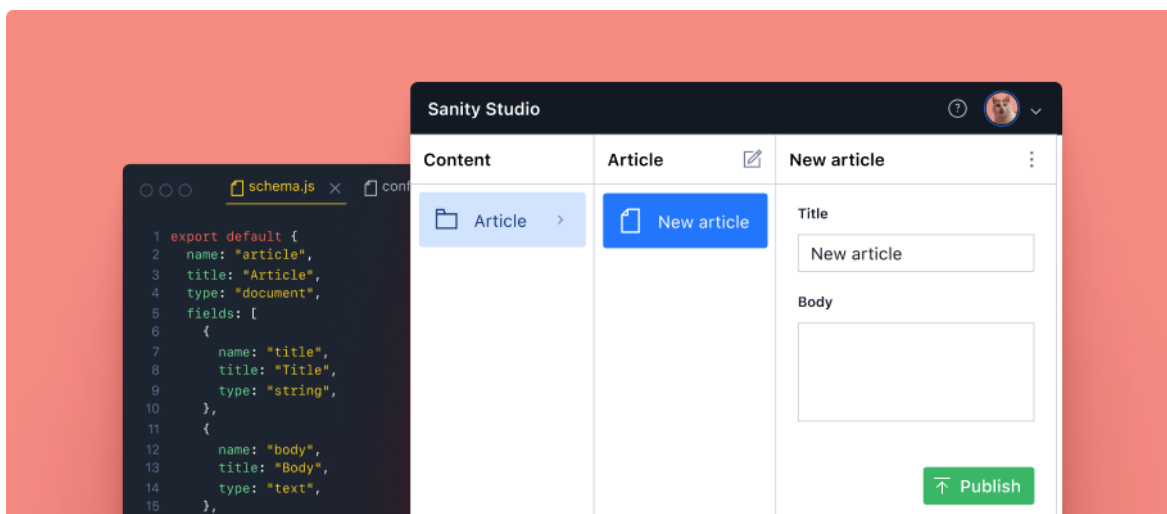 Sanity Studio
Content
Article
New article
Article
New article
Title
New article
Body
Publish
schema.js
conf
1 export default {
2 name: "article",
3 title: "Article",
4 type: "document",
5 fields: [
6 {
7 name: "title",
8 title: "Title",
9 type: "string",
10 },
11 {
12 name: "body",
13 title: "Body",
14 type: "text",
15 },